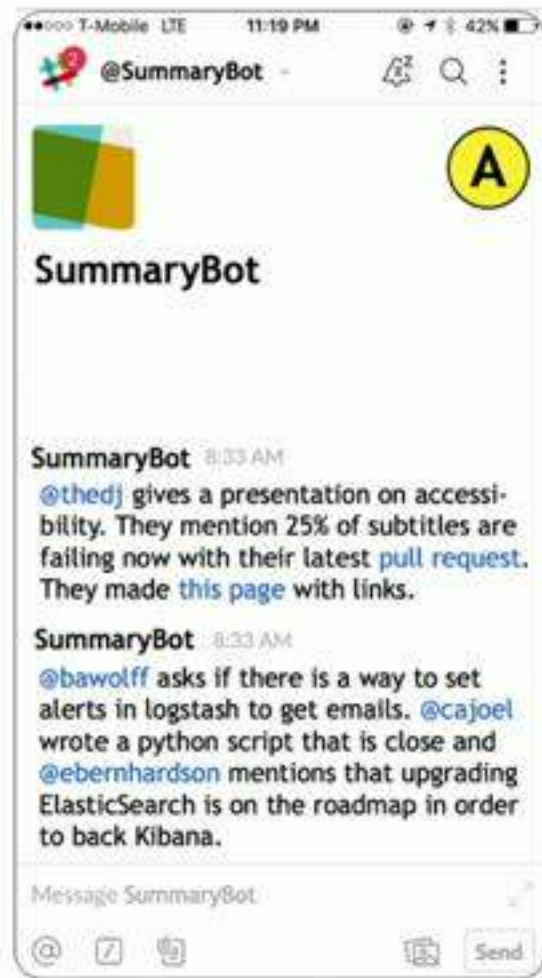 T-Mobile LTE 11:19 PM 42%
2
@SummaryBot
A
SummaryBot
SummaryBot 8:33 AM
@thedj gives a presentation on accessi-
bility. They mention 25% of subtitles are
failing now with their latest pull request.
They made this page with links.
SummaryBot 8:33 AM
@bawolff asks if there is a way to set
alerts in logstash to get emails. @cajoel
wrote a python script that is close and
@ebernhardson mentions that upgrading
ElasticSearch is on the roadmap in order
to back Kibana.
Message SummaryBot
Send